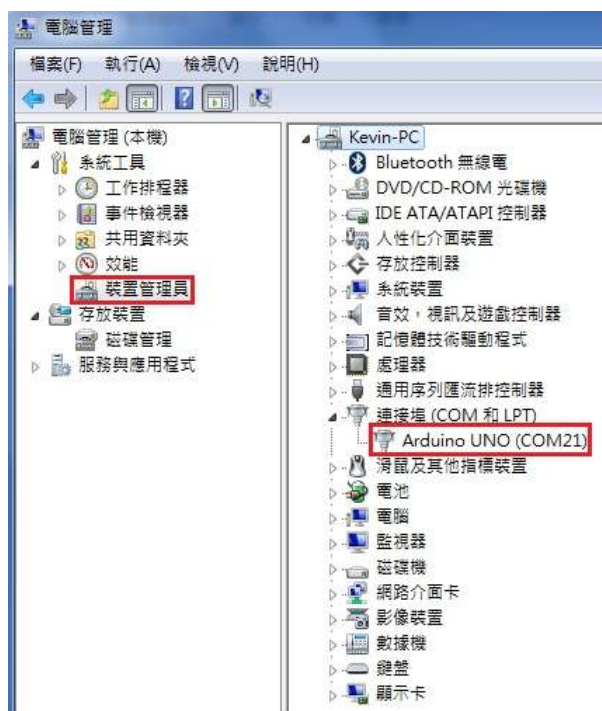 電腦管理
檔案(F) 執行(A) 檢視(V) 說明(H)
電腦管理 (本機)
系統工具
工作排程器
事件檢視器
共用資料夾
效能
裝置管理員
存放裝置
磁碟管理
服務與應用程式
Kevin-PC
Bluetooth 無線電
DVD/CD-ROM 光碟機
IDE ATA/ATAPI 控制器
人性化介面裝置
存放控制器
系統裝置
音效，視訊及遊戲控制器
記憶體技術驅動程式
處理器
通用序列匯流排控制器
連接埠 (COM 和 LPT)
Arduino UNO (COM21)
滑鼠及其他指標裝置
電池
電腦
監視器
磁碟機
網路介面卡
影像裝置
數據機
鍵盤
顯示卡